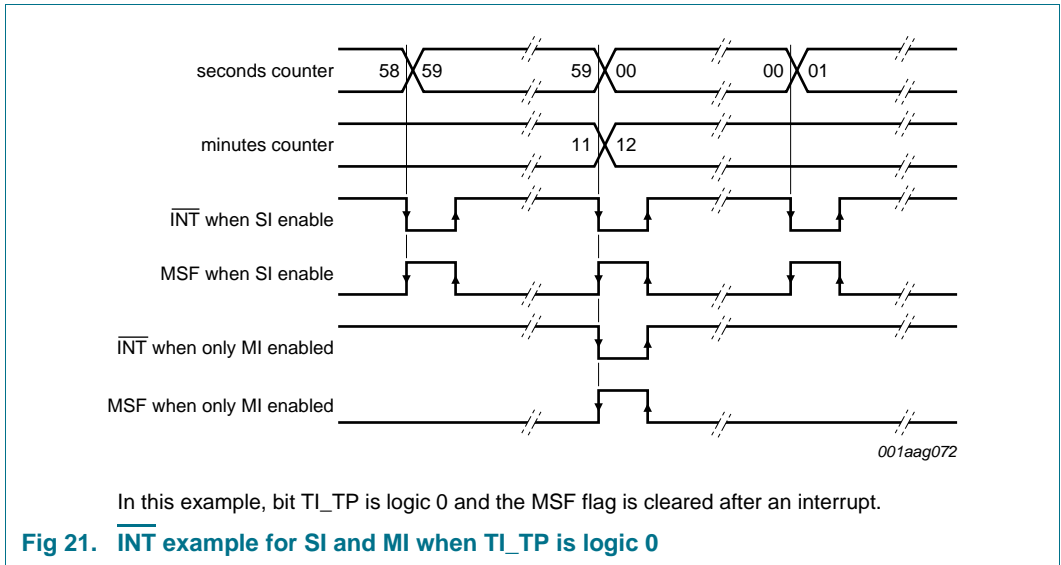 seconds counter 58 59 59 00 00 01
minutes counter 11 12
INT when SI enable
MSF when SI enable
INT when only MI enabled
MSF when only MI enabled
001aag072
In this example, bit TI_TP is logic 0 and the MSF flag is cleared after an interrupt.
Fig 21. INT example for SI and MI when TI_TP is logic 0